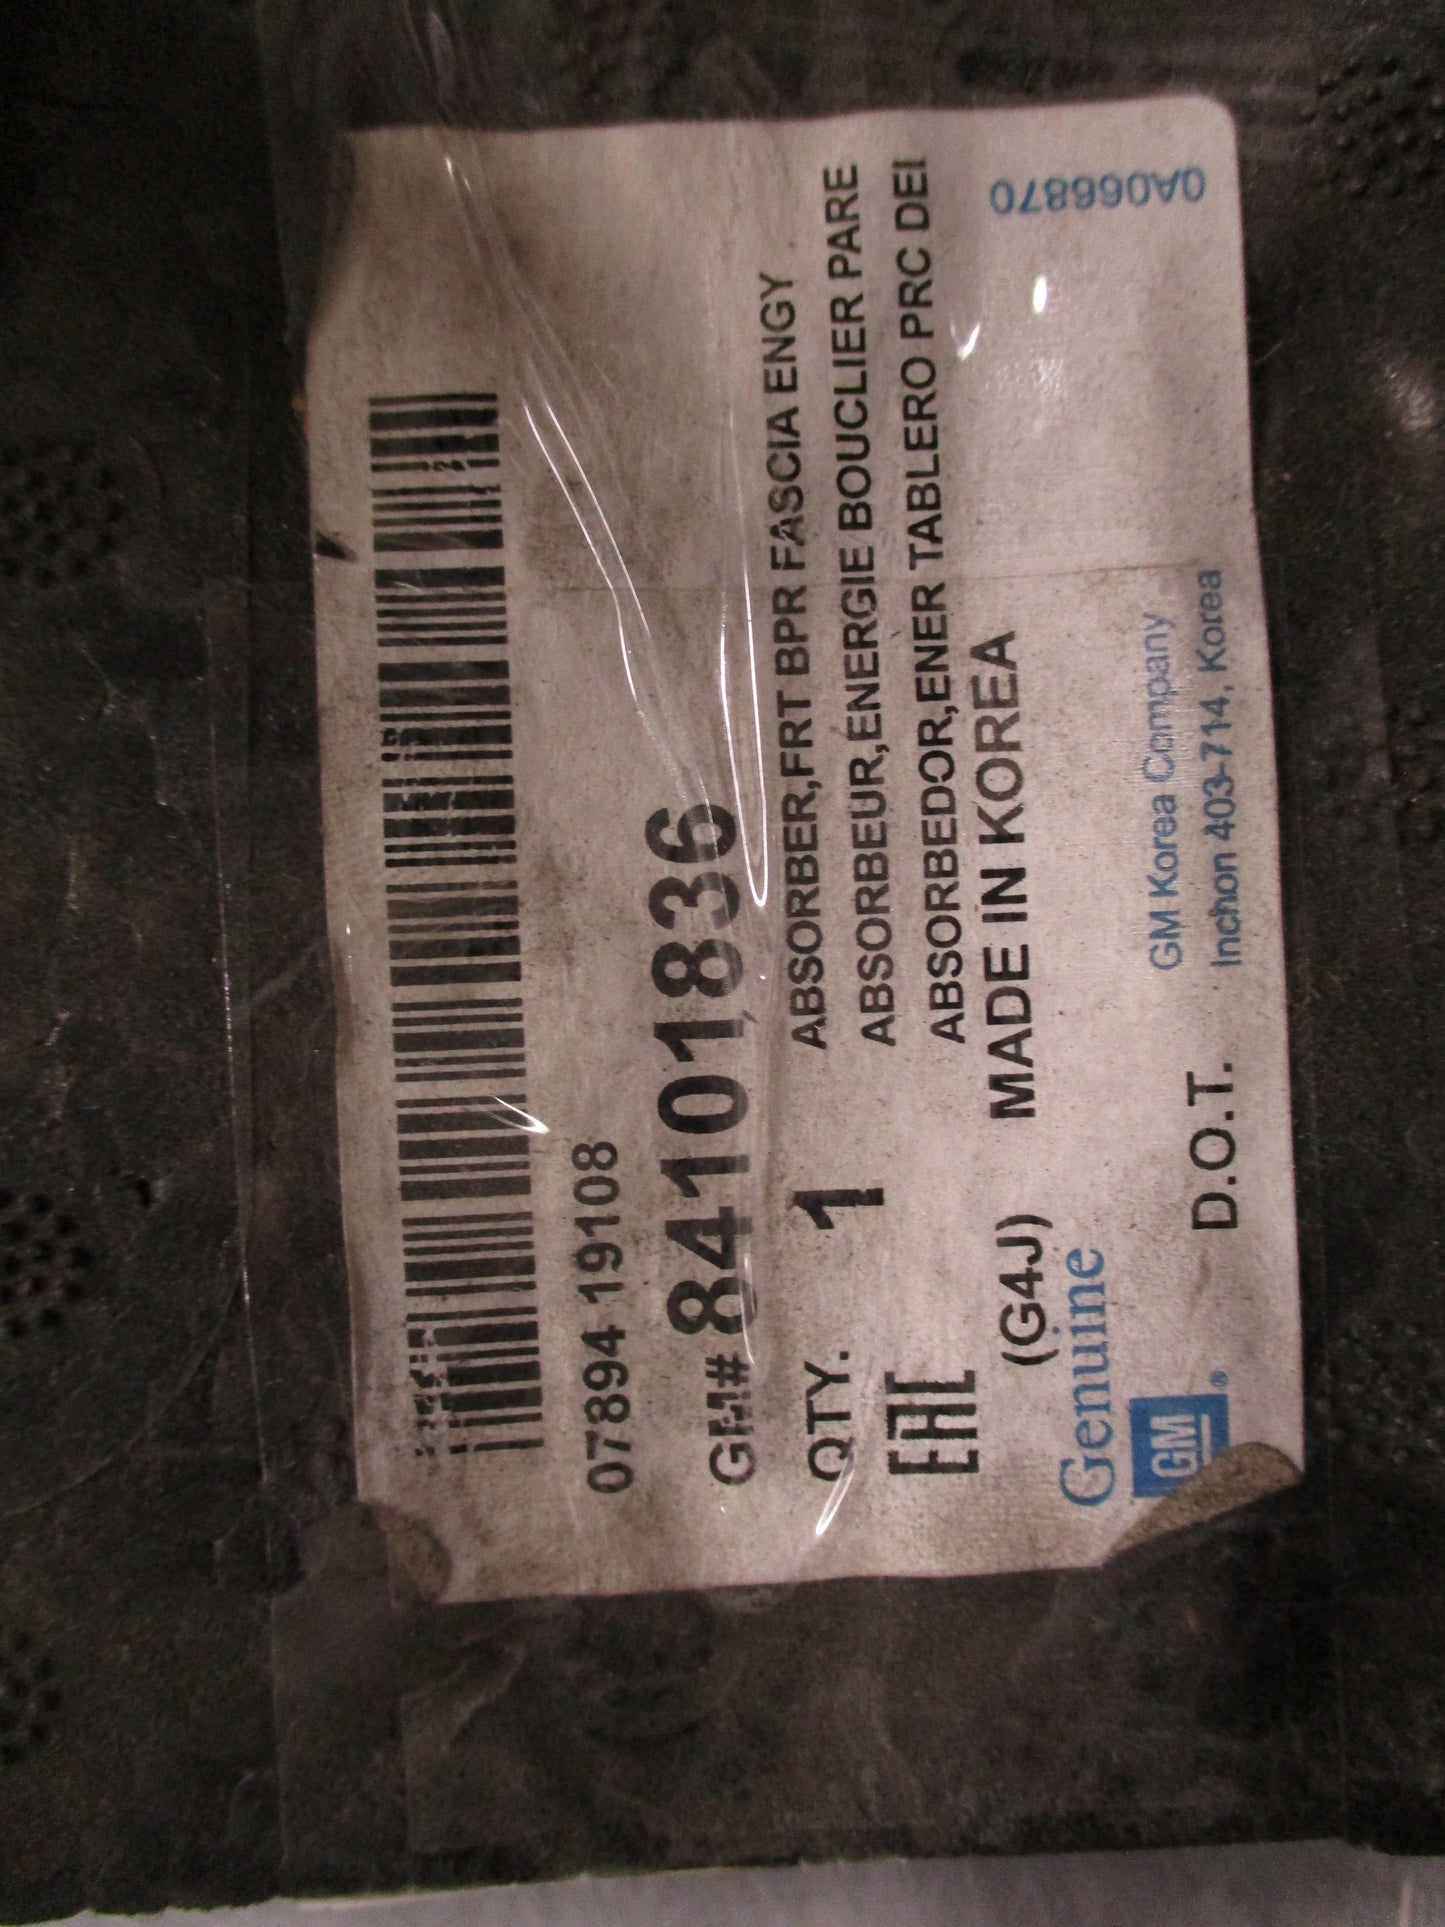 07894 19108
GM# 84101836
QTY. 1
ABSORBER,FRT BPR FASCIA ENGY
ABSORBEUR,ENERGIE BOUCLIER PARE
ABSORBEDOR,ENER TABLERO PRC DEI
EAC
(G4J) MADE IN KOREA
Genuine
GM®
D.O.T.
GM Korea Company
Inchon 403-714, Korea
0A066870